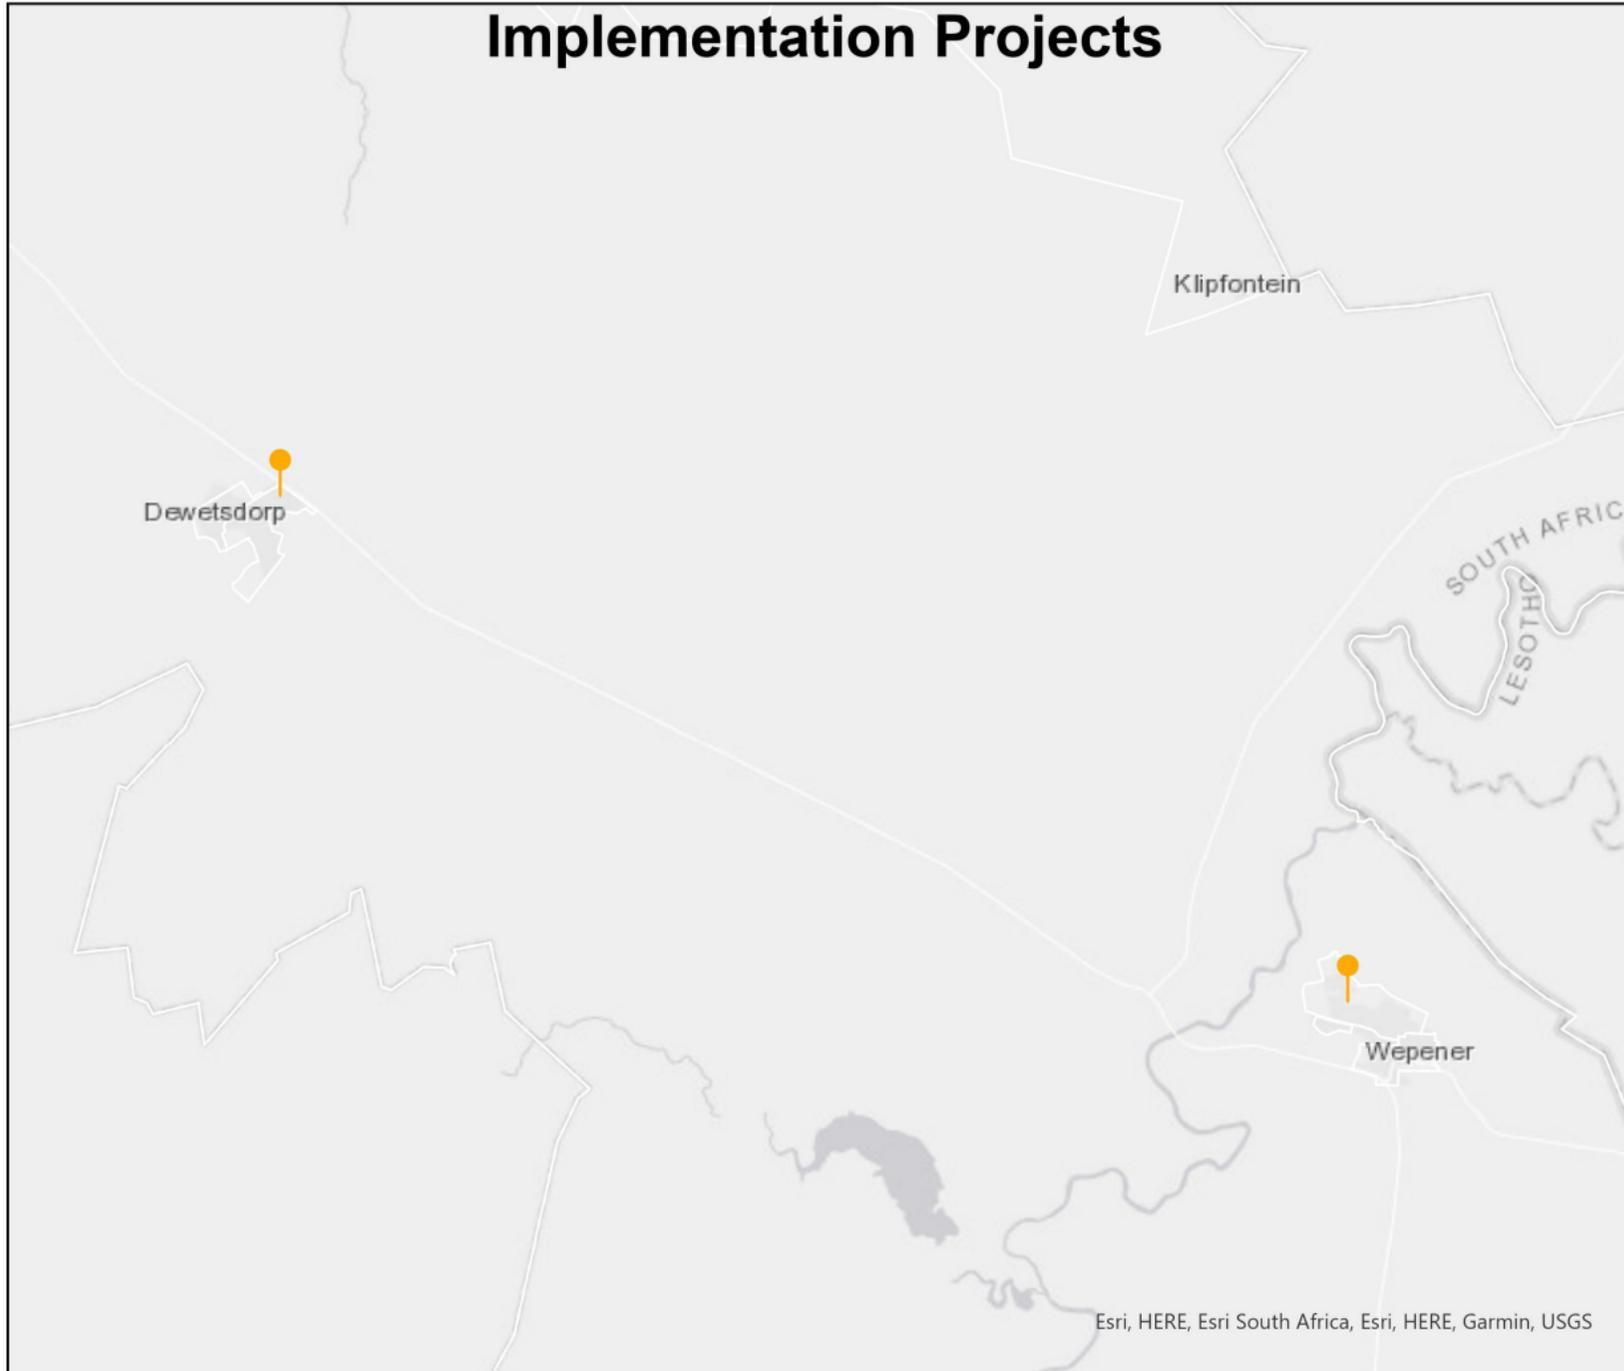 Implementation Projects
Klipfontein
Dewetsdorp
SOUTH AFRIC
LESOTHO
Wepener
Esri, HERE, Esri South Africa, Esri, HERE, Garmin, USGS